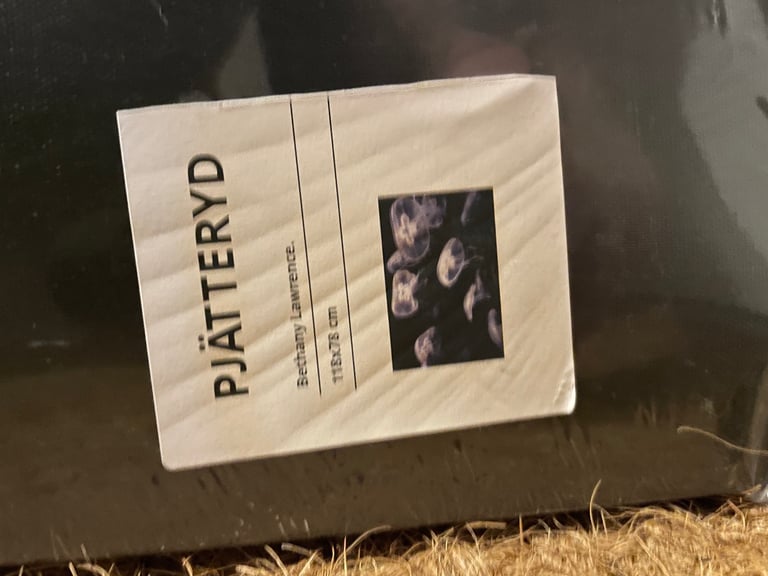 PJÄTTERYD
Bethany Lawrence.
118x78 cm